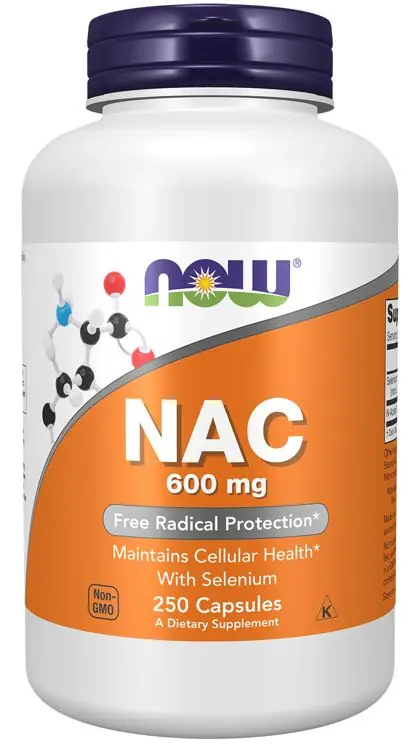 now®
NAC
600 mg
Free Radical Protection*
Maintains Cellular Health*
With Selenium
250 Capsules
A Dietary Supplement
Non-
GMO
K